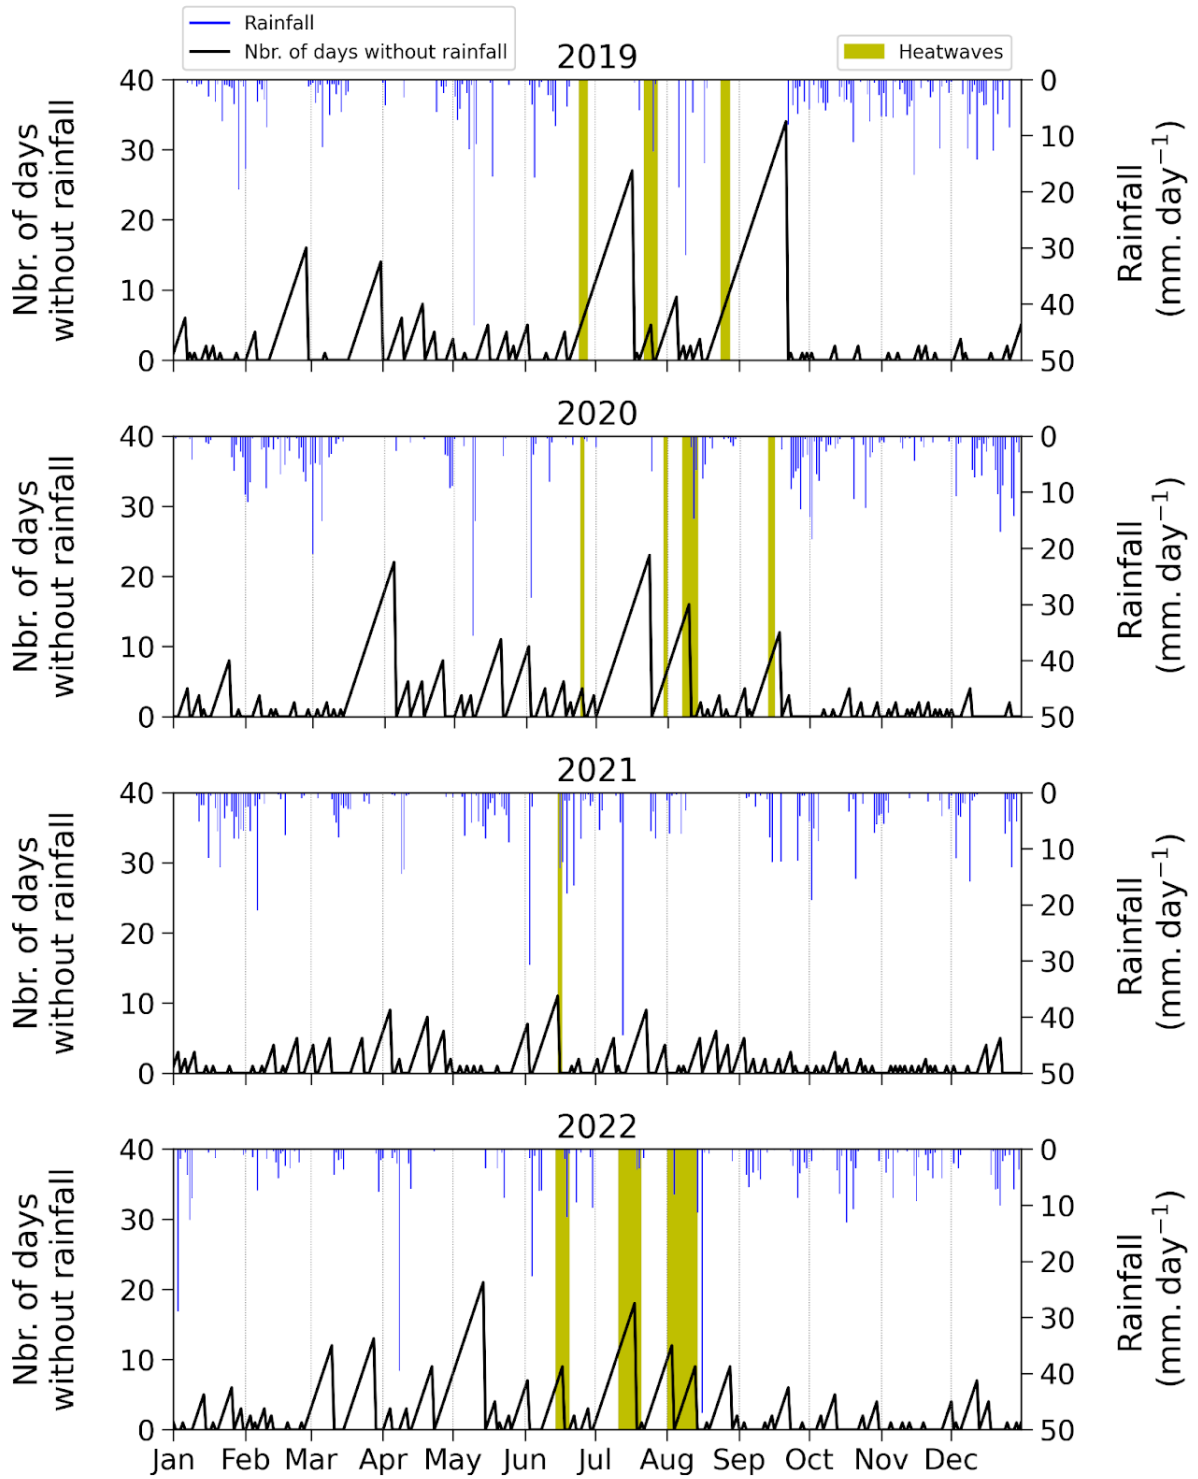 Rainfall
Nbr. of days without rainfall
Heatwaves
2019
40
30
20
10
0
Nbr. of days
without rainfall
0
10
20
30
40
50
Rainfall
(mm. day⁻¹)
2020
40
30
20
10
0
Nbr. of days
without rainfall
0
10
20
30
40
50
Rainfall
(mm. day⁻¹)
2021
40
30
20
10
0
Nbr. of days
without rainfall
0
10
20
30
40
50
Rainfall
(mm. day⁻¹)
2022
40
30
20
10
0
Nbr. of days
without rainfall
0
10
20
30
40
50
Rainfall
(mm. day⁻¹)
Jan Feb Mar Apr May Jun Jul Aug Sep Oct Nov Dec